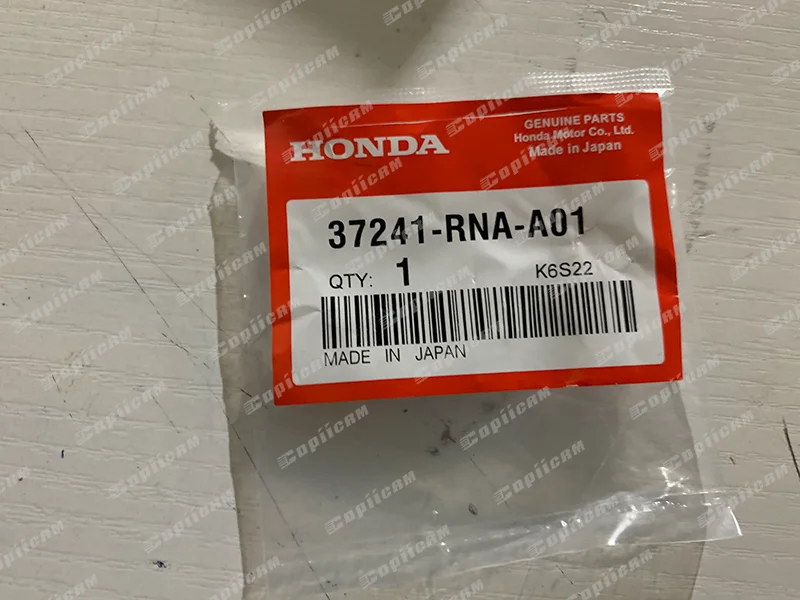 HONDA
GENUINE PARTS
Honda Motor Co., Ltd.
Made in Japan
37241-RNA-A01
QTY: 1
K6S22
MADE IN JAPAN
Copiicam